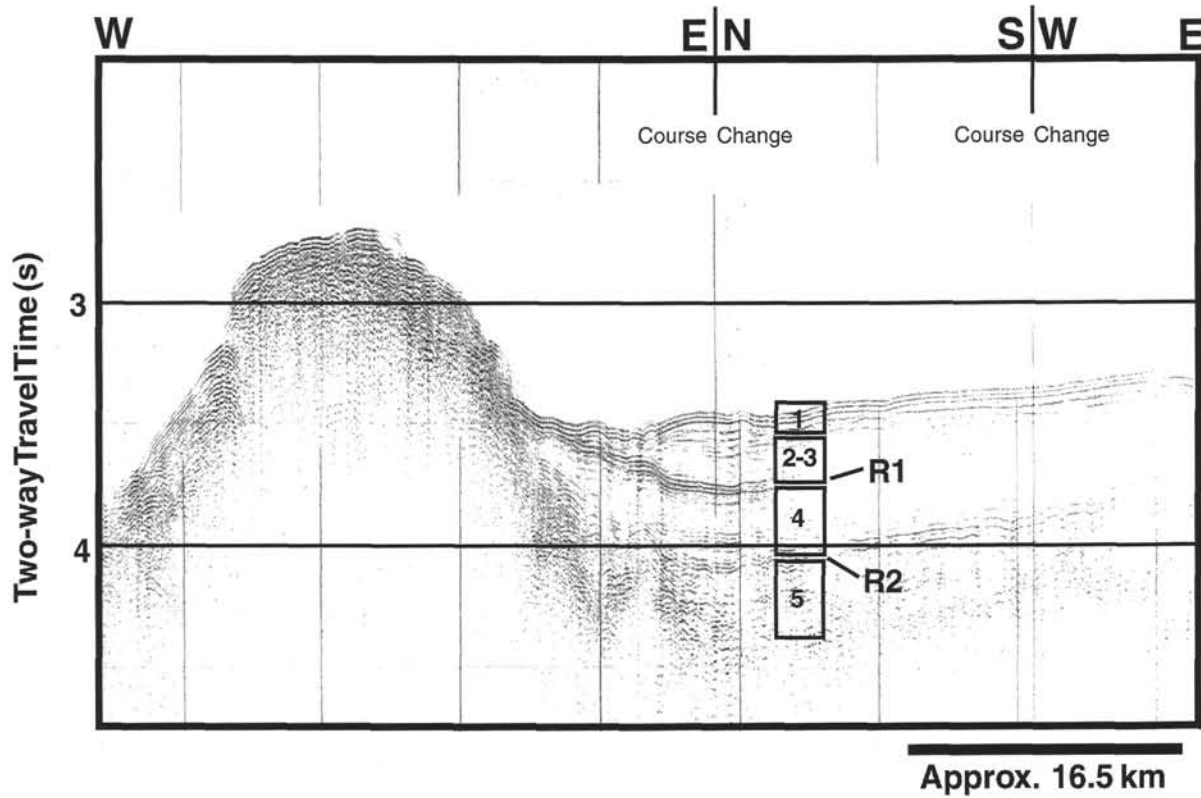 W E N S W E
Course Change Course Change
Two-way Travel Time (s)
3
1
2-3
R1
4
4
R2
5
Approx. 16.5 km